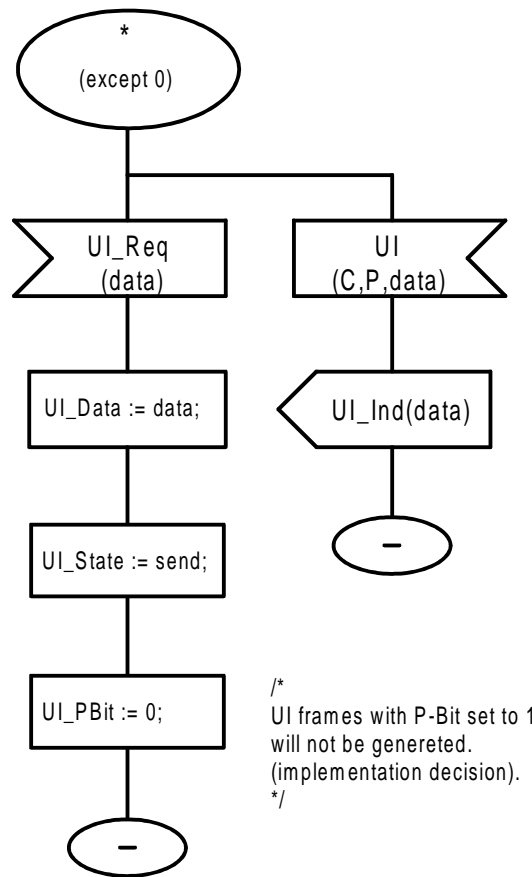 *
(except 0)
UI_Req
(data)
UI
(C,P,data)
UI_Data := data;
UI_Ind(data)
UI_State := send;
–
UI_PBit := 0;
/*
UI frames with P-Bit set to 1
will not be genereted.
(implementation decision).
*/
–